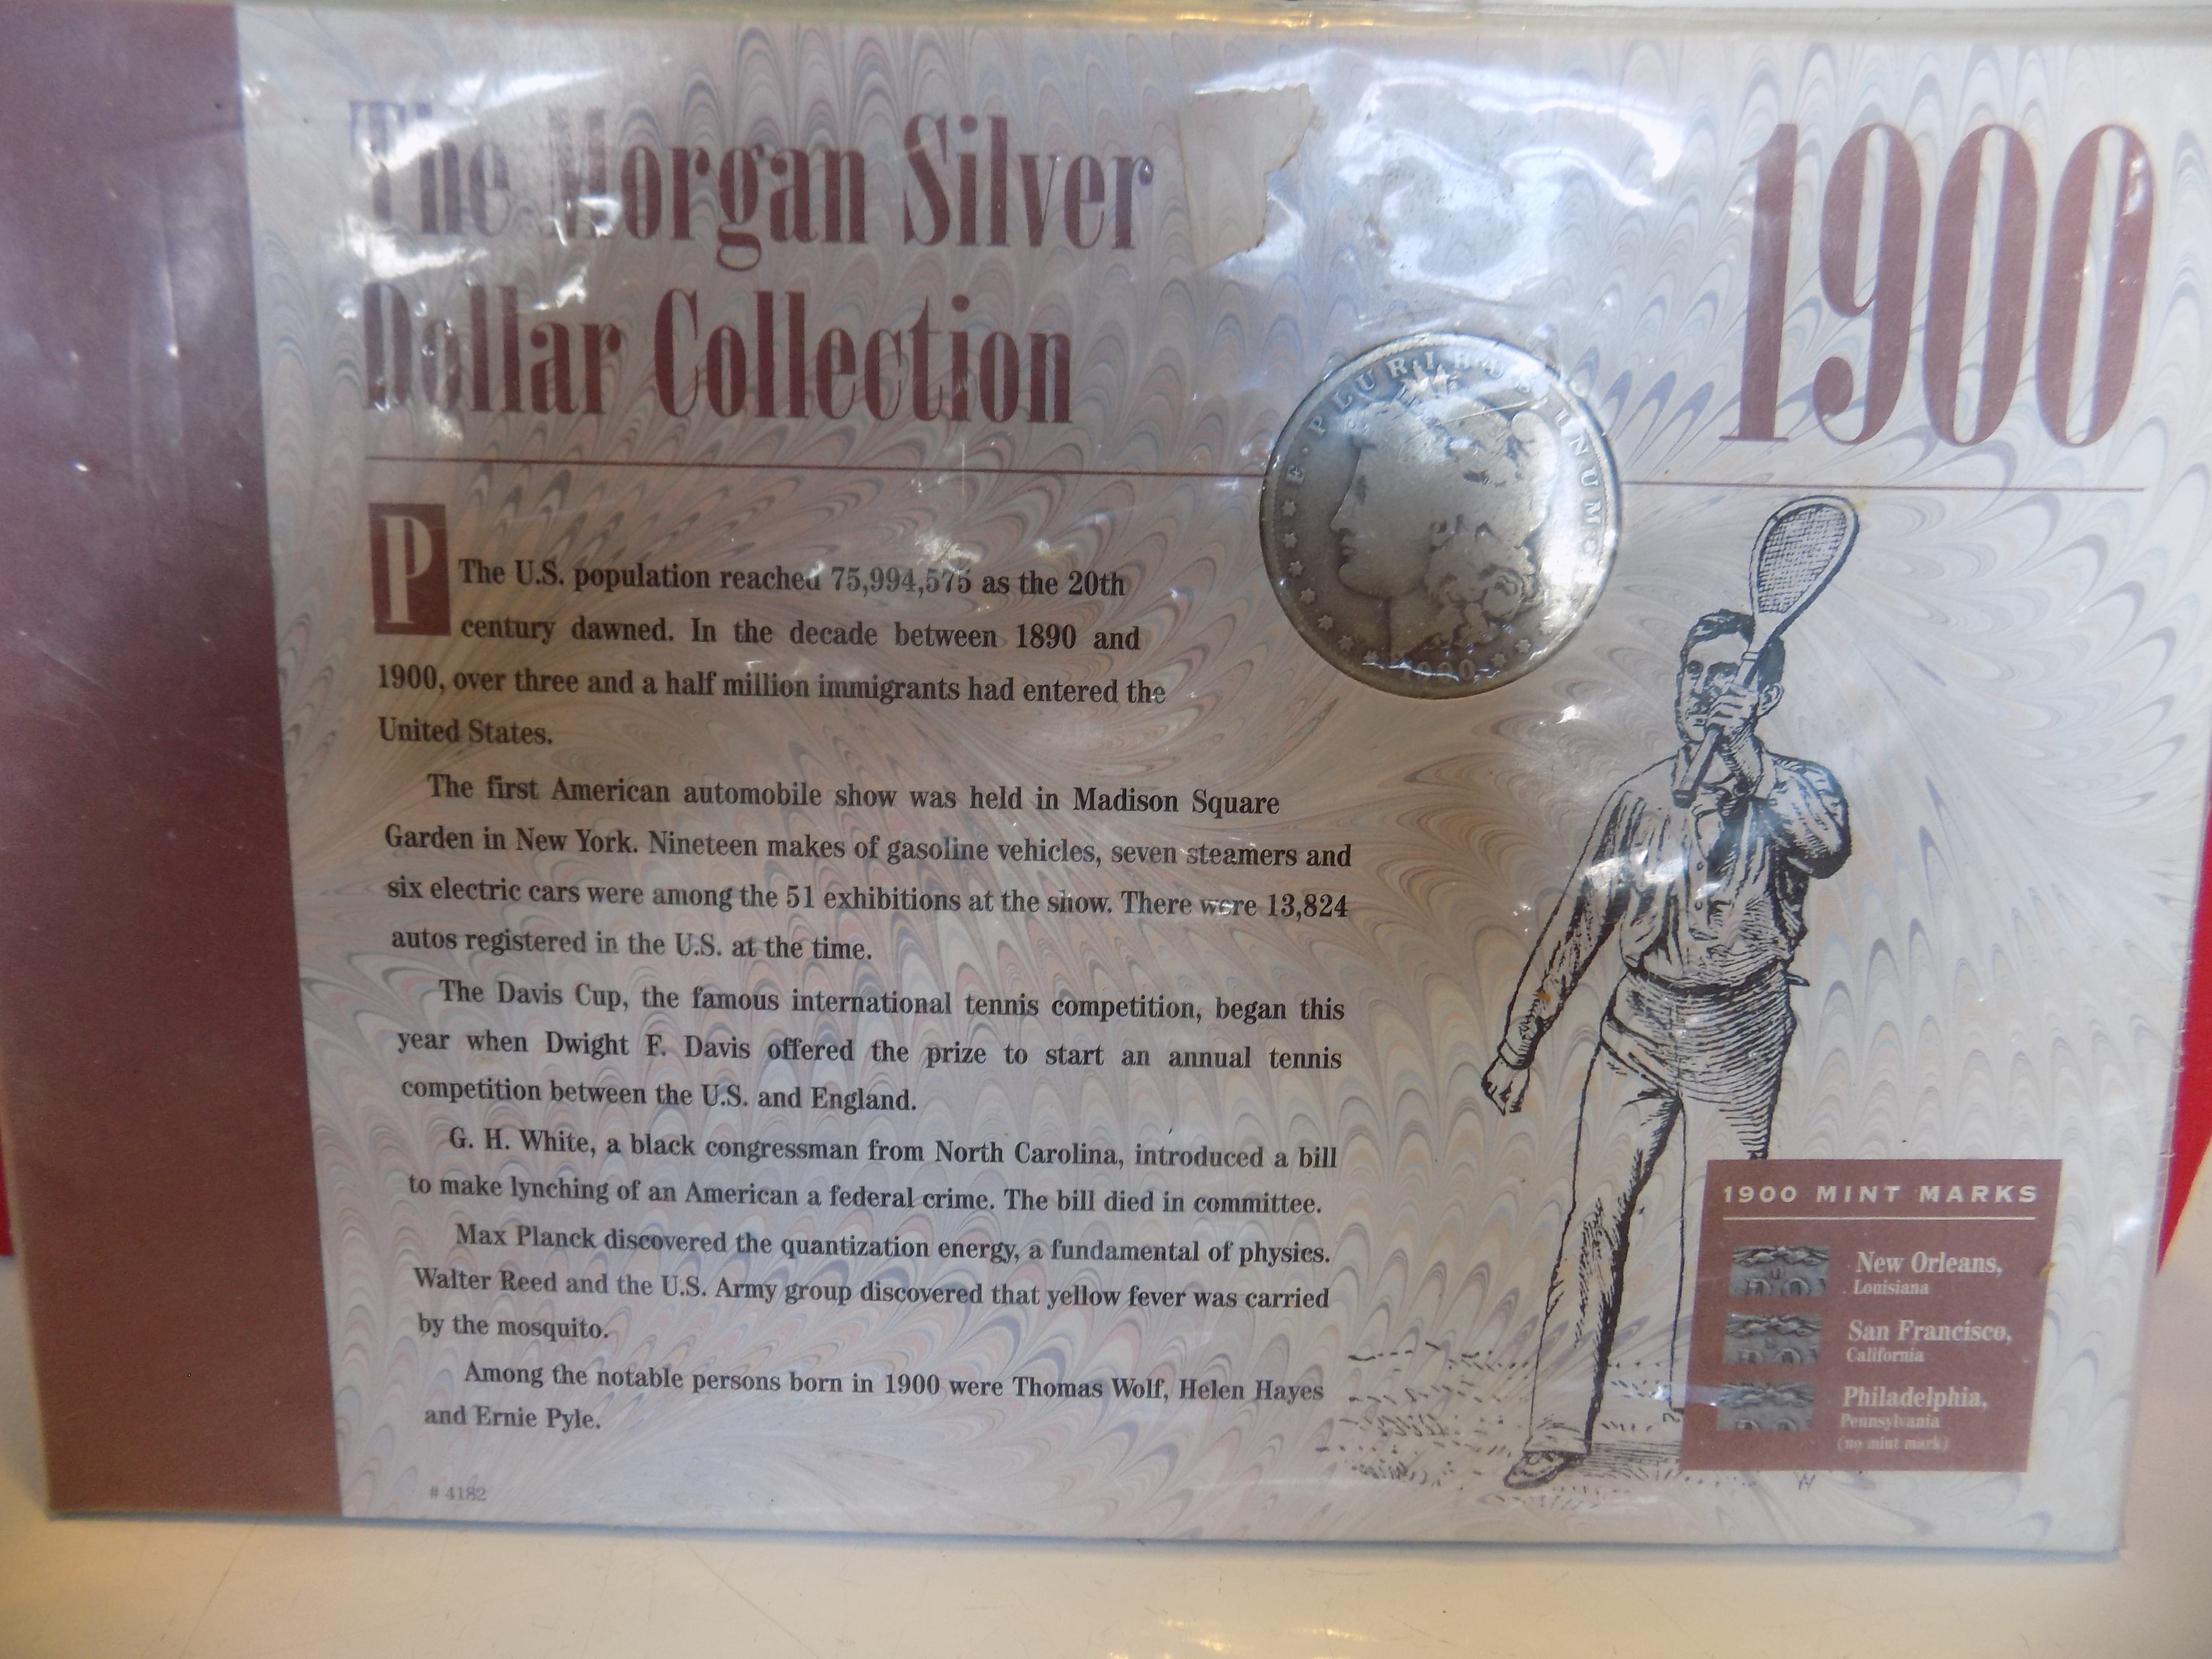 The Morgan Silver
Dollar Collection
1900
E · PLURIBUS · UNUM
1900
P
The U.S. population reached 75,994,575 as the 20th
century dawned. In the decade between 1890 and
1900, over three and a half million immigrants had entered the
United States.
The first American automobile show was held in Madison Square
Garden in New York. Nineteen makes of gasoline vehicles, seven steamers and
six electric cars were among the 51 exhibitions at the show. There were 13,824
autos registered in the U.S. at the time.
The Davis Cup, the famous international tennis competition, began this
year when Dwight F. Davis offered the prize to start an annual tennis
competition between the U.S. and England.
G. H. White, a black congressman from North Carolina, introduced a bill
to make lynching of an American a federal crime. The bill died in committee.
Max Planck discovered the quantization energy, a fundamental of physics.
Walter Reed and the U.S. Army group discovered that yellow fever was carried
by the mosquito.
Among the notable persons born in 1900 were Thomas Wolf, Helen Hayes
and Ernie Pyle.
# 4182
1900 MINT MARKS
New Orleans,
Louisiana
San Francisco,
California
Philadelphia,
Pennsylvania
(no mint mark)